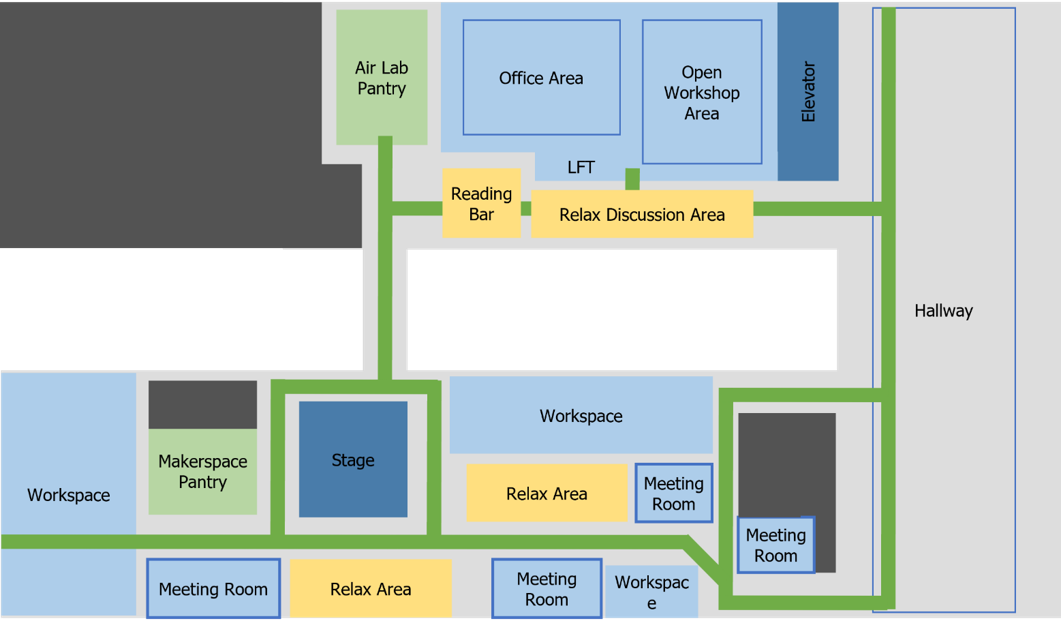 Air Lab
Pantry
Office Area
Open
Workshop
Area
Elevator
LFT
Reading
Bar
Relax Discussion Area
Hallway
Workspace
Makerspace
Pantry
Stage
Workspace
Relax Area
Meeting
Room
Meeting
Room
Meeting Room
Relax Area
Meeting
Room
Workspac
e